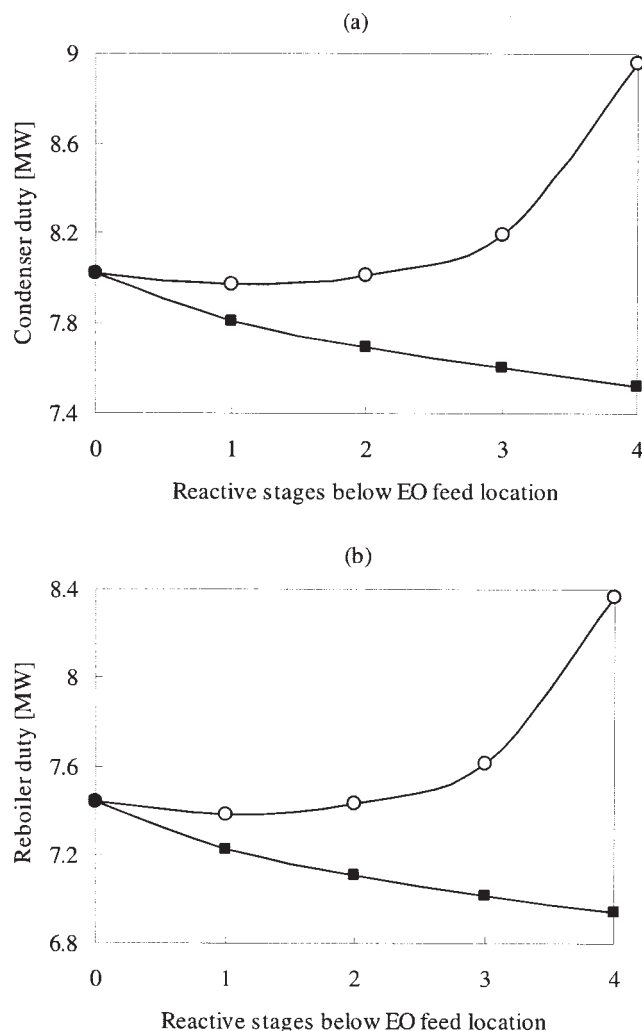 (a)
Condenser duty [MW]
9
8.6
8.2
7.8
7.4
0 1 2 3 4
Reactive stages below EO feed location
(b)
Reboiler duty [MW]
8.4
8
7.6
7.2
6.8
0 1 2 3 4
Reactive stages below EO feed location